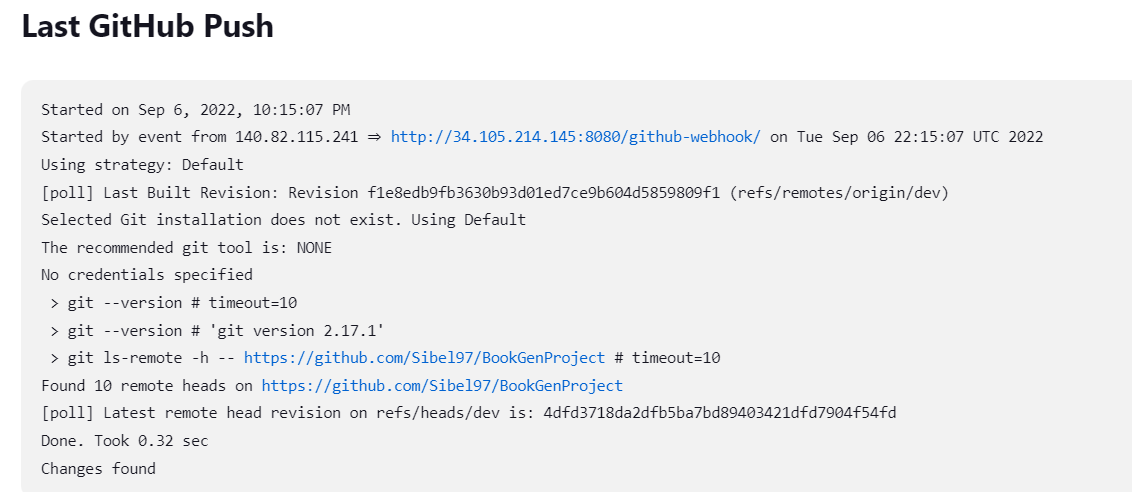 Last GitHub Push
Started on Sep 6, 2022, 10:15:07 PM
Started by event from 140.82.115.241 ⇒ http://34.105.214.145:8080/github-webhook/ on Tue Sep 06 22:15:07 UTC 2022
Using strategy: Default
[poll] Last Built Revision: Revision f1e8edb9fb3630b93d01ed7ce9b604d5859809f1 (refs/remotes/origin/dev)
Selected Git installation does not exist. Using Default
The recommended git tool is: NONE
No credentials specified
 > git --version # timeout=10
 > git --version # 'git version 2.17.1'
 > git ls-remote -h -- https://github.com/Sibel97/BookGenProject # timeout=10
Found 10 remote heads on https://github.com/Sibel97/BookGenProject
[poll] Latest remote head revision on refs/heads/dev is: 4dfd3718da2dfb5ba7bd89403421dfd7904f54fd
Done. Took 0.32 sec
Changes found